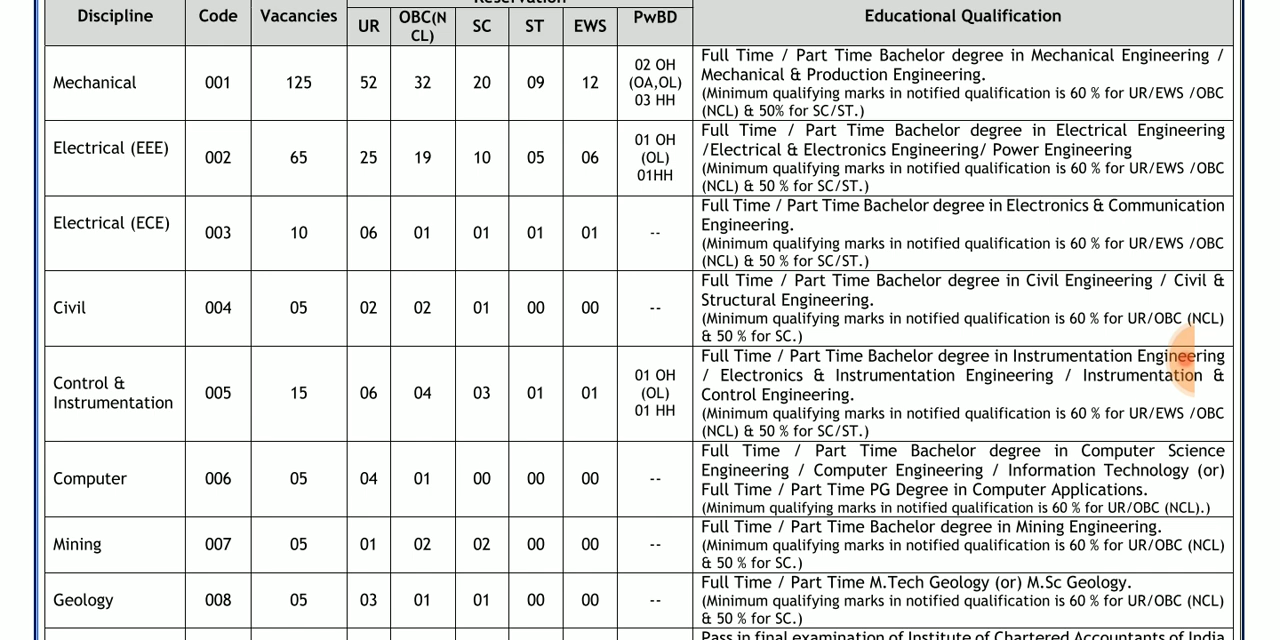 Reservation
Discipline Code Vacancies UR OBC(N SC ST EWS PwBD Educational Qualification
CL)
Mechanical 001 125 52 32 20 09 12 02 OH
(OA,OL)
03 HH
Full Time / Part Time Bachelor degree in Mechanical Engineering /
Mechanical & Production Engineering.
(Minimum qualifying marks in notified qualification is 60 % for UR/EWS /OBC
(NCL) & 50% for SC/ST.)
Electrical (EEE) 002 65 25 19 10 05 06 01 OH
(OL)
01HH
Full Time / Part Time Bachelor degree in Electrical Engineering
/Electrical & Electronics Engineering/ Power Engineering
(Minimum qualifying marks in notified qualification is 60 % for UR/EWS /OBC
(NCL) & 50 % for SC/ST.)
Electrical (ECE) 003 10 06 01 01 01 01 --
Full Time / Part Time Bachelor degree in Electronics & Communication
Engineering.
(Minimum qualifying marks in notified qualification is 60 % for UR/EWS /OBC
(NCL) & 50 % for SC/ST.)
Civil 004 05 02 02 01 00 00 --
Full Time / Part Time Bachelor degree in Civil Engineering / Civil &
Structural Engineering.
(Minimum qualifying marks in notified qualification is 60 % for UR/OBC (NCL)
& 50 % for SC.)
Control &
Instrumentation 005 15 06 04 03 01 01 01 OH
(OL)
01 HH
Full Time / Part Time Bachelor degree in Instrumentation Engineering
/ Electronics & Instrumentation Engineering / Instrumentation &
Control Engineering.
(Minimum qualifying marks in notified qualification is 60 % for UR/EWS /OBC
(NCL) & 50 % for SC/ST.)
Computer 006 05 04 01 00 00 00 --
Full Time / Part Time Bachelor degree in Computer Science
Engineering / Computer Engineering / Information Technology (or)
Full Time / Part Time PG Degree in Computer Applications.
(Minimum qualifying marks in notified qualification is 60 % for UR/OBC (NCL).)
Mining 007 05 01 02 02 00 00 --
Full Time / Part Time Bachelor degree in Mining Engineering.
(Minimum qualifying marks in notified qualification is 60 % for UR/OBC (NCL)
& 50 % for SC.)
Geology 008 05 03 01 01 00 00 --
Full Time / Part Time M.Tech Geology (or) M.Sc Geology.
(Minimum qualifying marks in notified qualification is 60 % for UR/OBC (NCL)
& 50 % for SC.)
Pass in final examination of Institute of Chartered Accountants of India